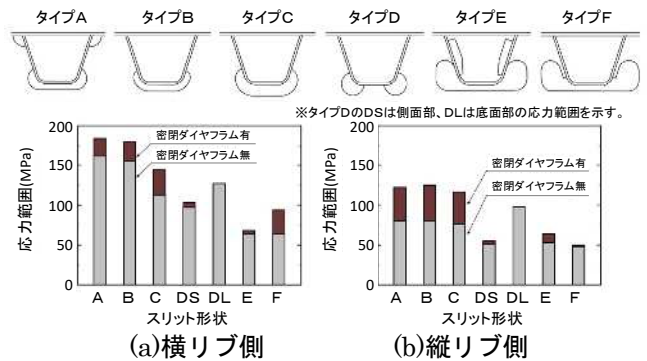 タイプA タイプB タイプC タイプD タイプE タイプF
※タイプDのDSは側面部、DLは底面部の応力範囲を示す。
応力範囲(MPa)
200
150
100
50
0
密閉ダイヤフラム有
密閉ダイヤフラム無
A B C DS DL E F
スリット形状
(a)横リブ側
応力範囲(MPa)
200
150
100
50
0
密閉ダイヤフラム有
密閉ダイヤフラム無
A B C DS DL E F
スリット形状
(b)縦リブ側